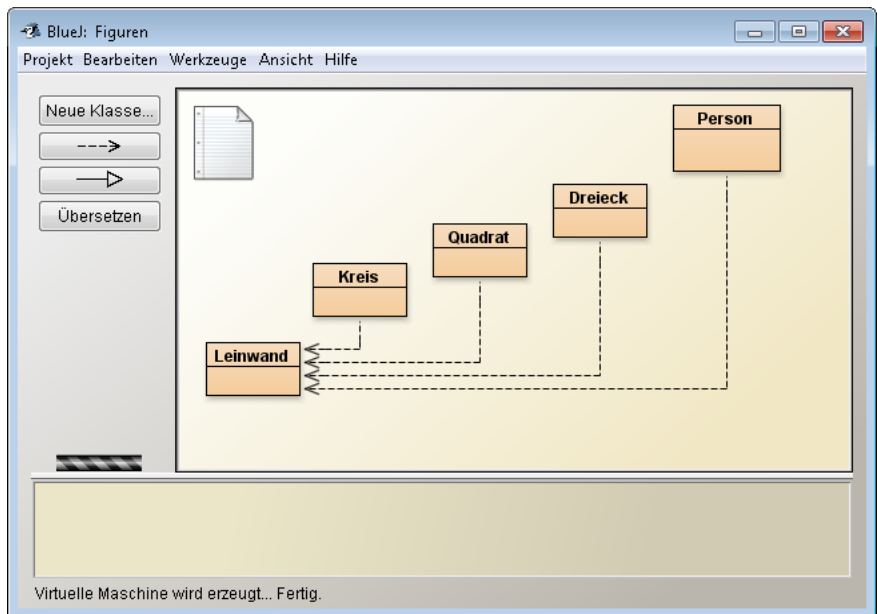 BlueJ: Figuren
Projekt Bearbeiten Werkzeuge Ansicht Hilfe
Neue Klasse...
Übersetzen
Person
Dreieck
Quadrat
Kreis
Leinwand
Virtuelle Maschine wird erzeugt... Fertig.